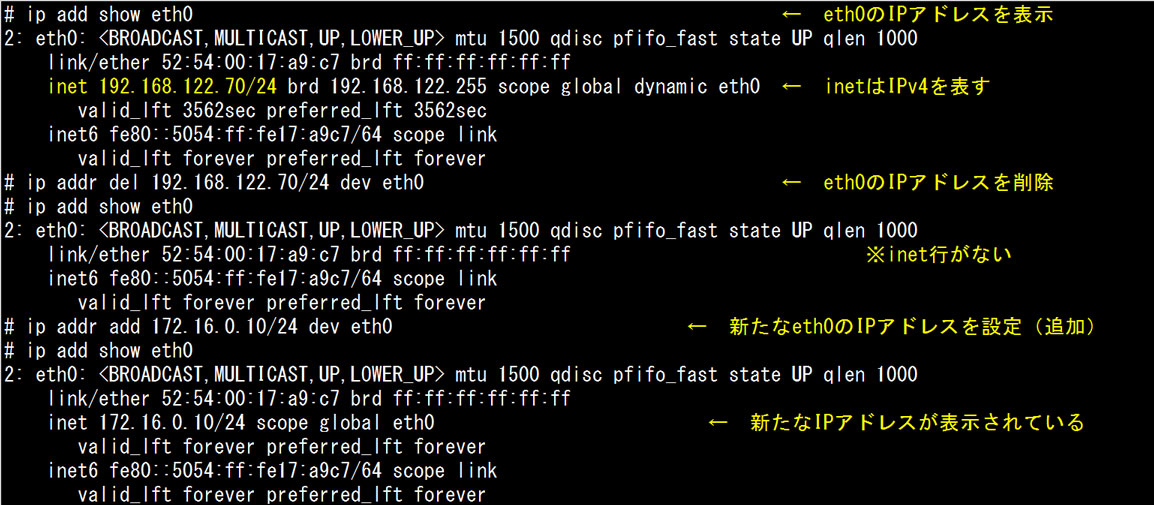 # ip add show eth0 ← eth0のIPアドレスを表示
2: eth0: <BROADCAST,MULTICAST,UP,LOWER_UP> mtu 1500 qdisc pfifo_fast state UP qlen 1000
link/ether 52:54:00:17:a9:c7 brd ff:ff:ff:ff:ff:ff
inet 192.168.122.70/24 brd 192.168.122.255 scope global dynamic eth0 ← inetはIPv4を表す
valid_lft 3562sec preferred_lft 3562sec
inet6 fe80::5054:ff:fe17:a9c7/64 scope link
valid_lft forever preferred_lft forever
# ip addr del 192.168.122.70/24 dev eth0 ← eth0のIPアドレスを削除
# ip add show eth0
2: eth0: <BROADCAST,MULTICAST,UP,LOWER_UP> mtu 1500 qdisc pfifo_fast state UP qlen 1000
link/ether 52:54:00:17:a9:c7 brd ff:ff:ff:ff:ff:ff ※inet行がない
inet6 fe80::5054:ff:fe17:a9c7/64 scope link
valid_lft forever preferred_lft forever
# ip addr add 172.16.0.10/24 dev eth0 ← 新たなeth0のIPアドレスを設定（追加）
# ip add show eth0
2: eth0: <BROADCAST,MULTICAST,UP,LOWER_UP> mtu 1500 qdisc pfifo_fast state UP qlen 1000
link/ether 52:54:00:17:a9:c7 brd ff:ff:ff:ff:ff:ff
inet 172.16.0.10/24 scope global eth0 ← 新たなIPアドレスが表示されている
valid_lft forever preferred_lft forever
inet6 fe80::5054:ff:fe17:a9c7/64 scope link
valid_lft forever preferred_lft forever